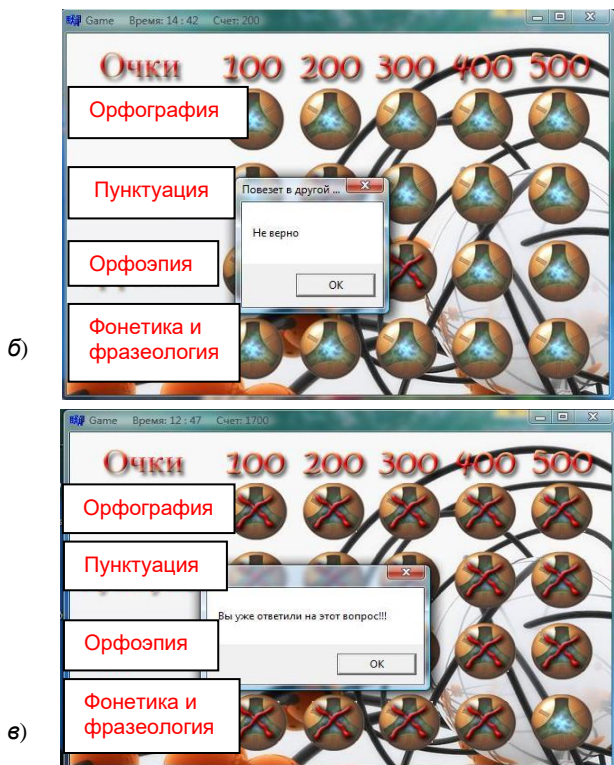 Game Время: 14 : 42 Счет: 200
Очки 100 200 300 400 500
Орфография
Пунктуация
Повезет в другой ...
Не верно
OK
Орфоэпия
Фонетика и
фразеология
б)
Game Время: 12 : 47 Счет: 1700
Очки 100 200 300 400 500
Орфография
Пунктуация
Вы уже ответили на этот вопрос!!!
OK
Орфоэпия
Фонетика и
фразеология
в)